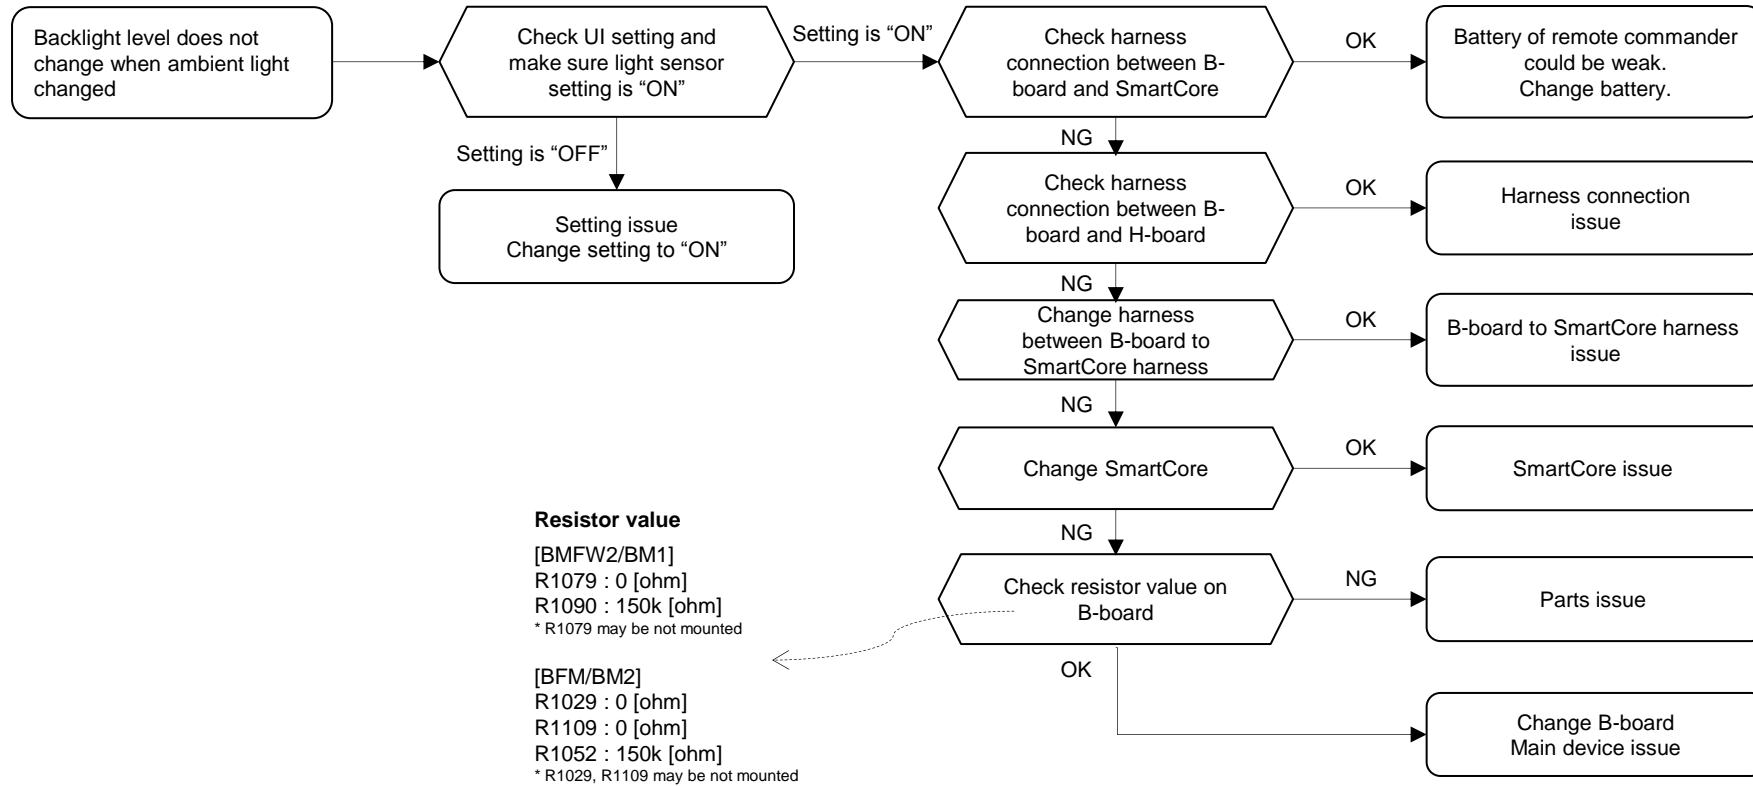 Backlight level does not
change when ambient light
changed
Check UI setting and
make sure light sensor
setting is “ON”
Setting is “ON”
Check harness
connection between B-
board and SmartCore
OK
Battery of remote commander
could be weak.
Change battery.
Setting is “OFF”
Setting issue
Change setting to “ON”
NG
Check harness
connection between B-
board and H-board
OK
Harness connection
issue
NG
Change harness
between B-board to
SmartCore harness
OK
B-board to SmartCore harness
issue
NG
Change SmartCore
OK
SmartCore issue
NG
Check resistor value on
B-board
NG
Parts issue
OK
Change B-board
Main device issue
Resistor value
[BMFW2/BM1]
R1079 : 0 [ohm]
R1090 : 150k [ohm]
* R1079 may be not mounted
[BFM/BM2]
R1029 : 0 [ohm]
R1109 : 0 [ohm]
R1052 : 150k [ohm]
* R1029, R1109 may be not mounted